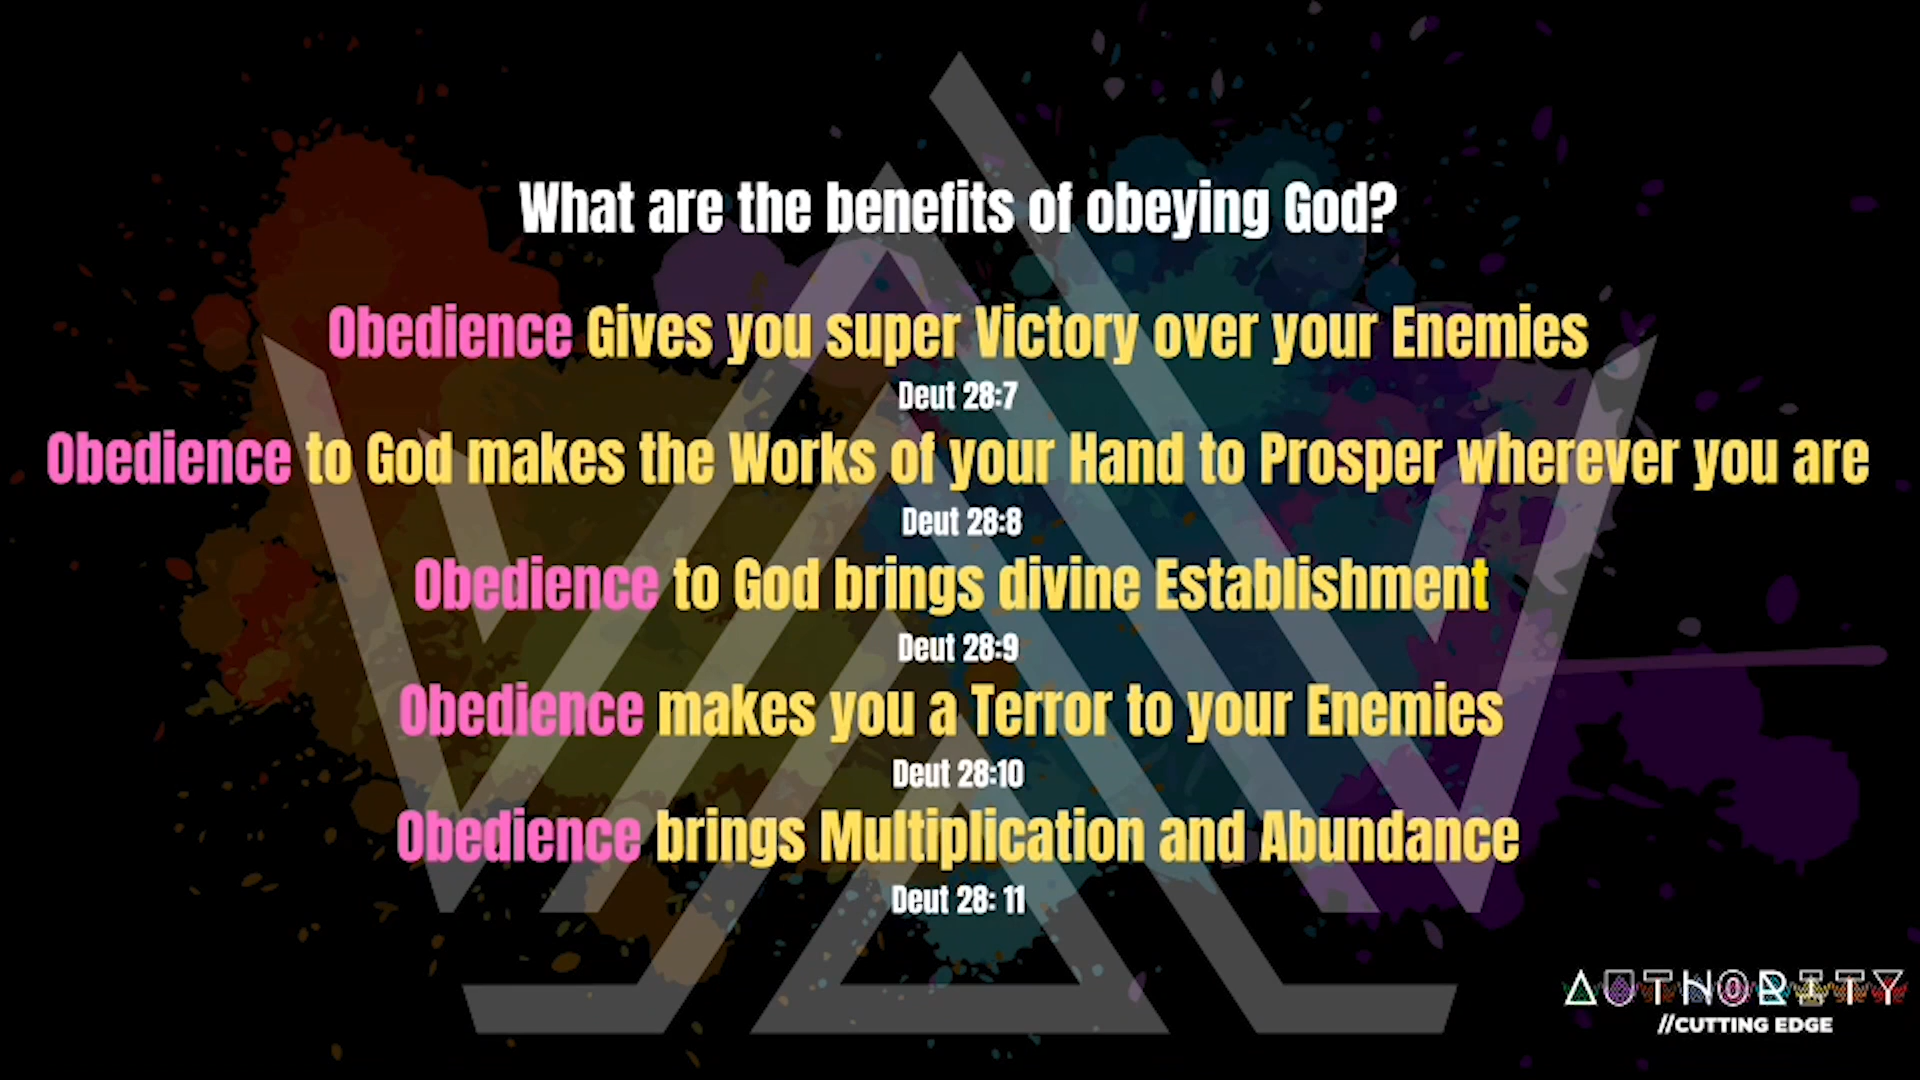 What are the benefits of obeying God?
Obedience Gives you super Victory over your Enemies
Deut 28:7
Obedience to God makes the Works of your Hand to Prosper wherever you are
Deut 28:8
Obedience to God brings divine Establishment
Deut 28:9
Obedience makes you a Terror to your Enemies
Deut 28:10
Obedience brings Multiplication and Abundance
Deut 28: 11
AUTHORITY
//CUTTING EDGE